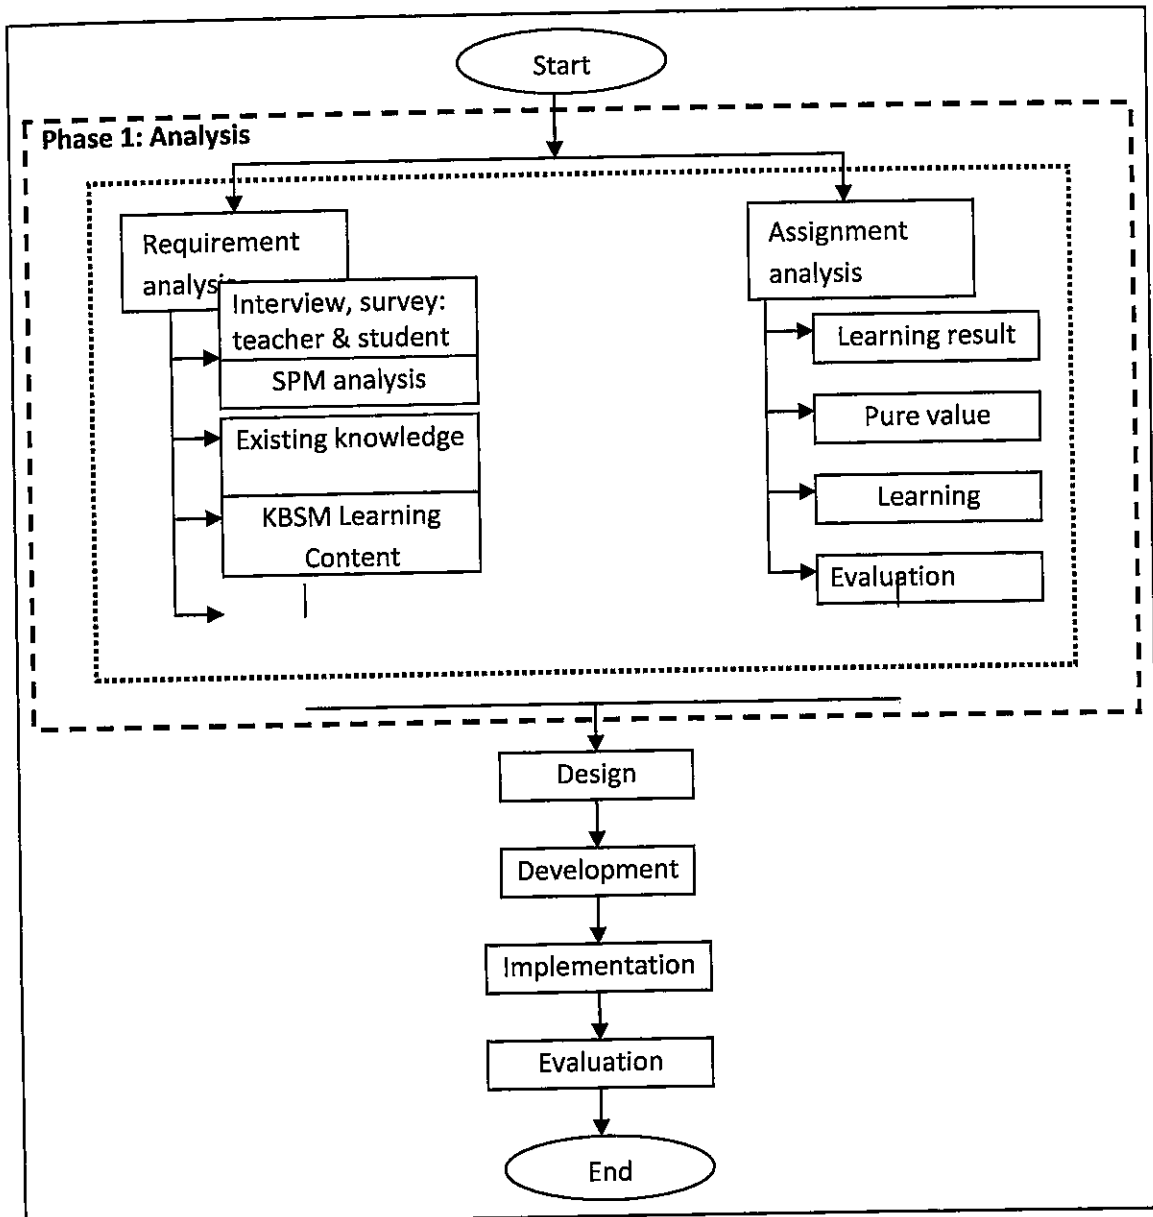 Start
Phase 1: Analysis
Requirement
analysis
Interview, survey:
teacher & student
SPM analysis
Existing knowledge
KBSM Learning
Content
Assignment
analysis
Learning result
Pure value
Learning
Evaluation
Design
Development
Implementation
Evaluation
End